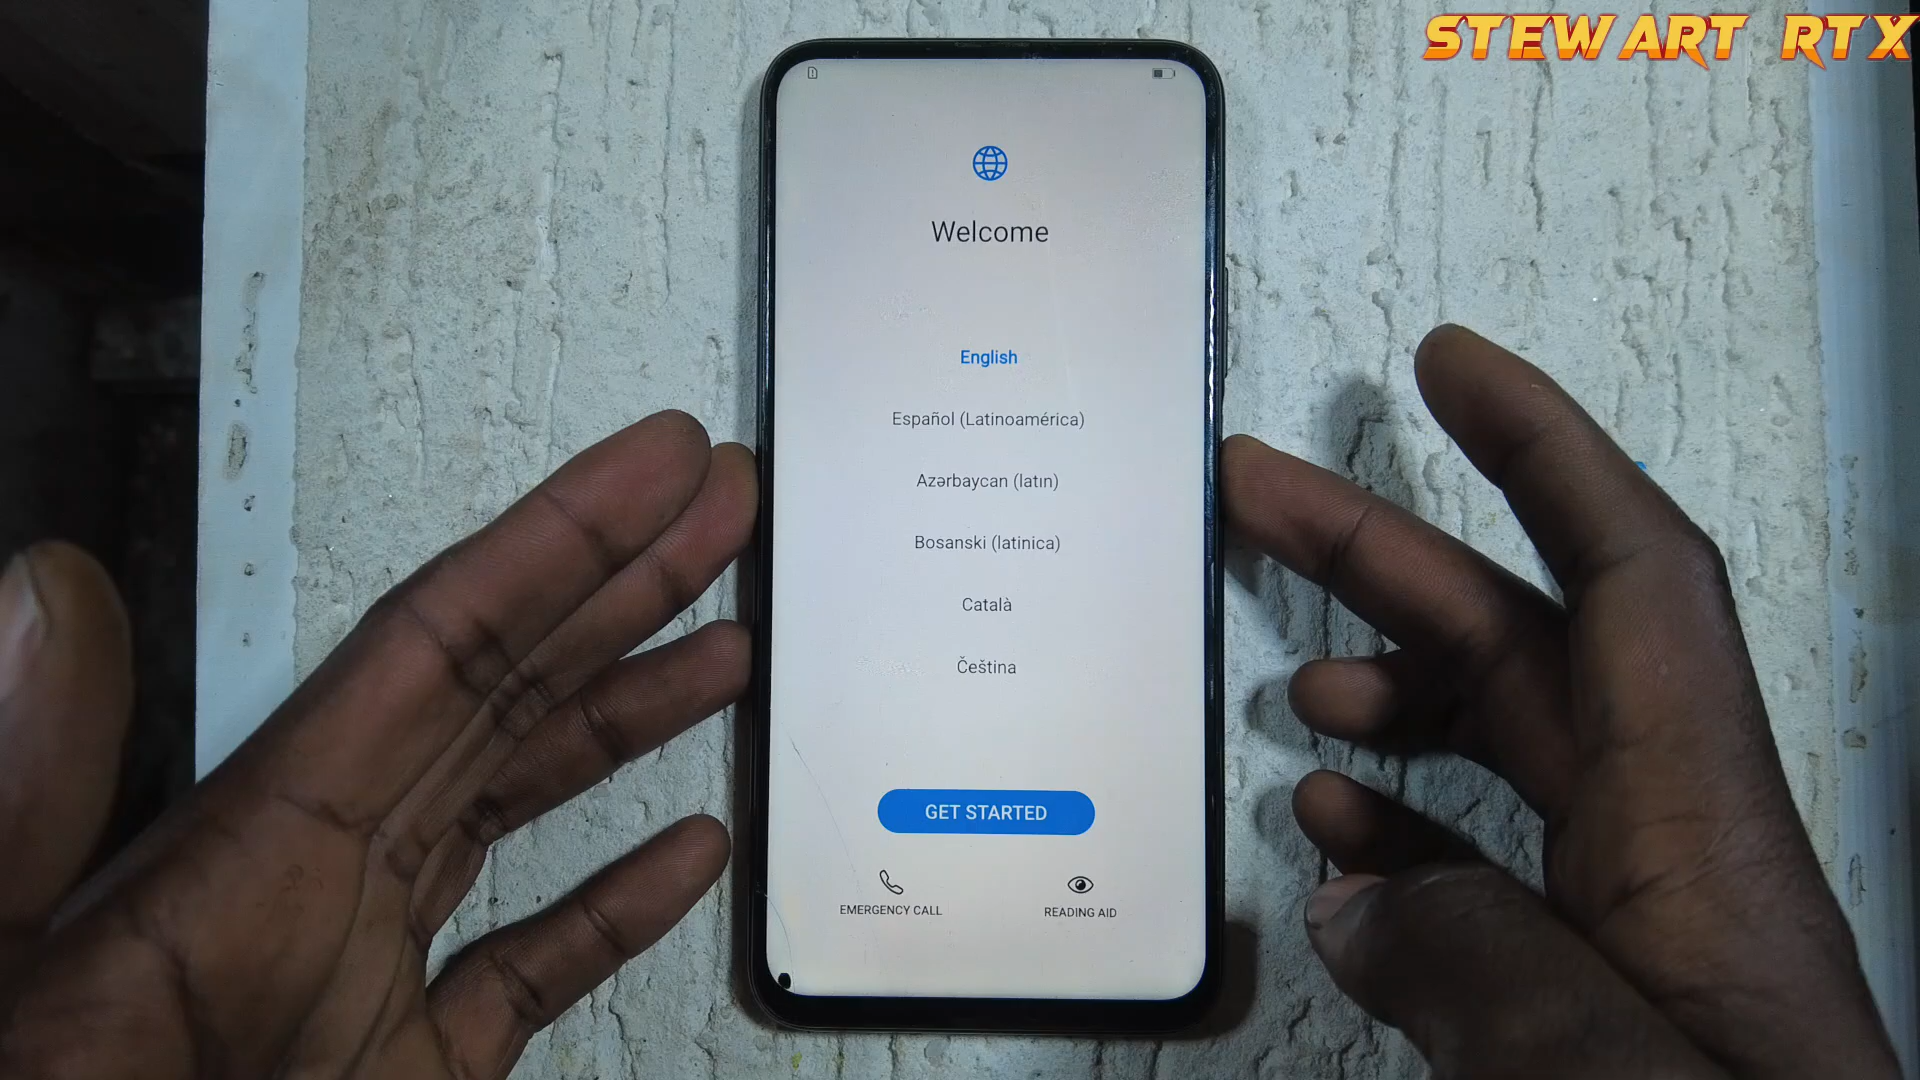 STEWART RTX
Welcome
English
Español (Latinoamérica)
Azərbaycan (latın)
Bosanski (latinica)
Català
Čeština
GET STARTED
EMERGENCY CALL
READING AID